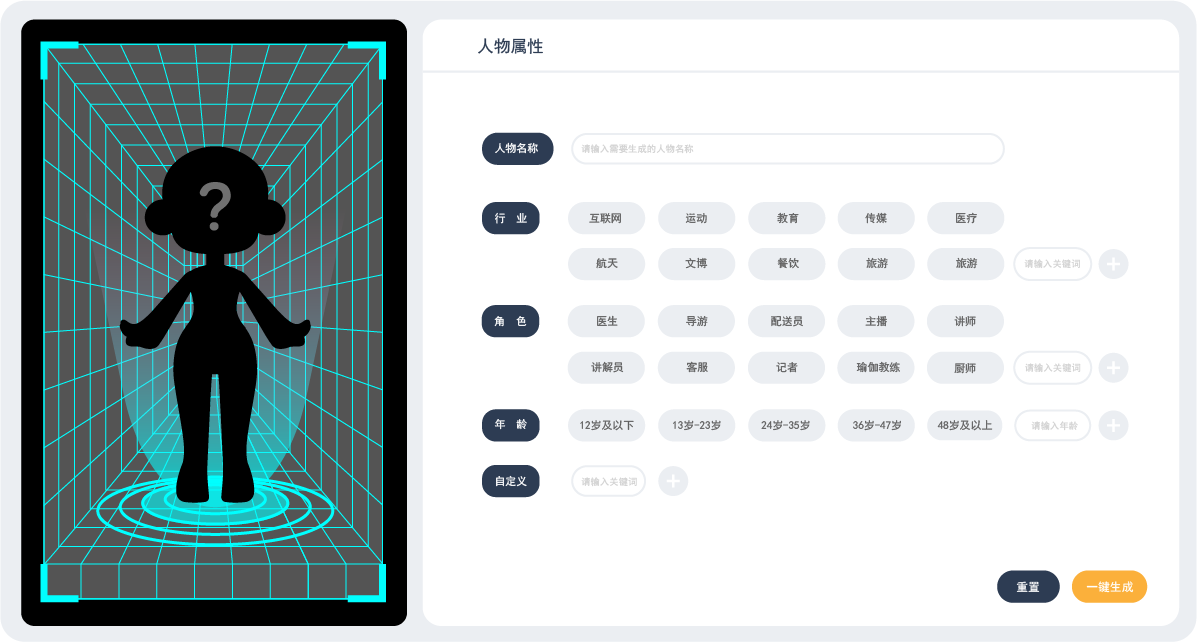 ?
人物属性
人物名称 请输入需要生成的人物名称
行 业 互联网 运动 教育 传媒 医疗
航天 文博 餐饮 旅游 旅游 请输入关键词
角 色 医生 导游 配送员 主播 讲师
讲解员 客服 记者 瑜伽教练 厨师 请输入关键词
年 龄 12岁及以下 13岁-23岁 24岁-35岁 36岁-47岁 48岁及以上 请输入年龄
自定义 请输入关键词
重置 一键生成